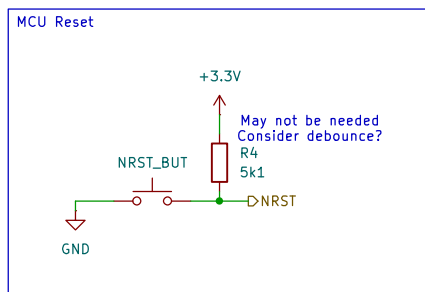 MCU Reset
+3.3V
May not be needed
Consider debounce?
R4
5k1
NRST_BUT
NRST
GND